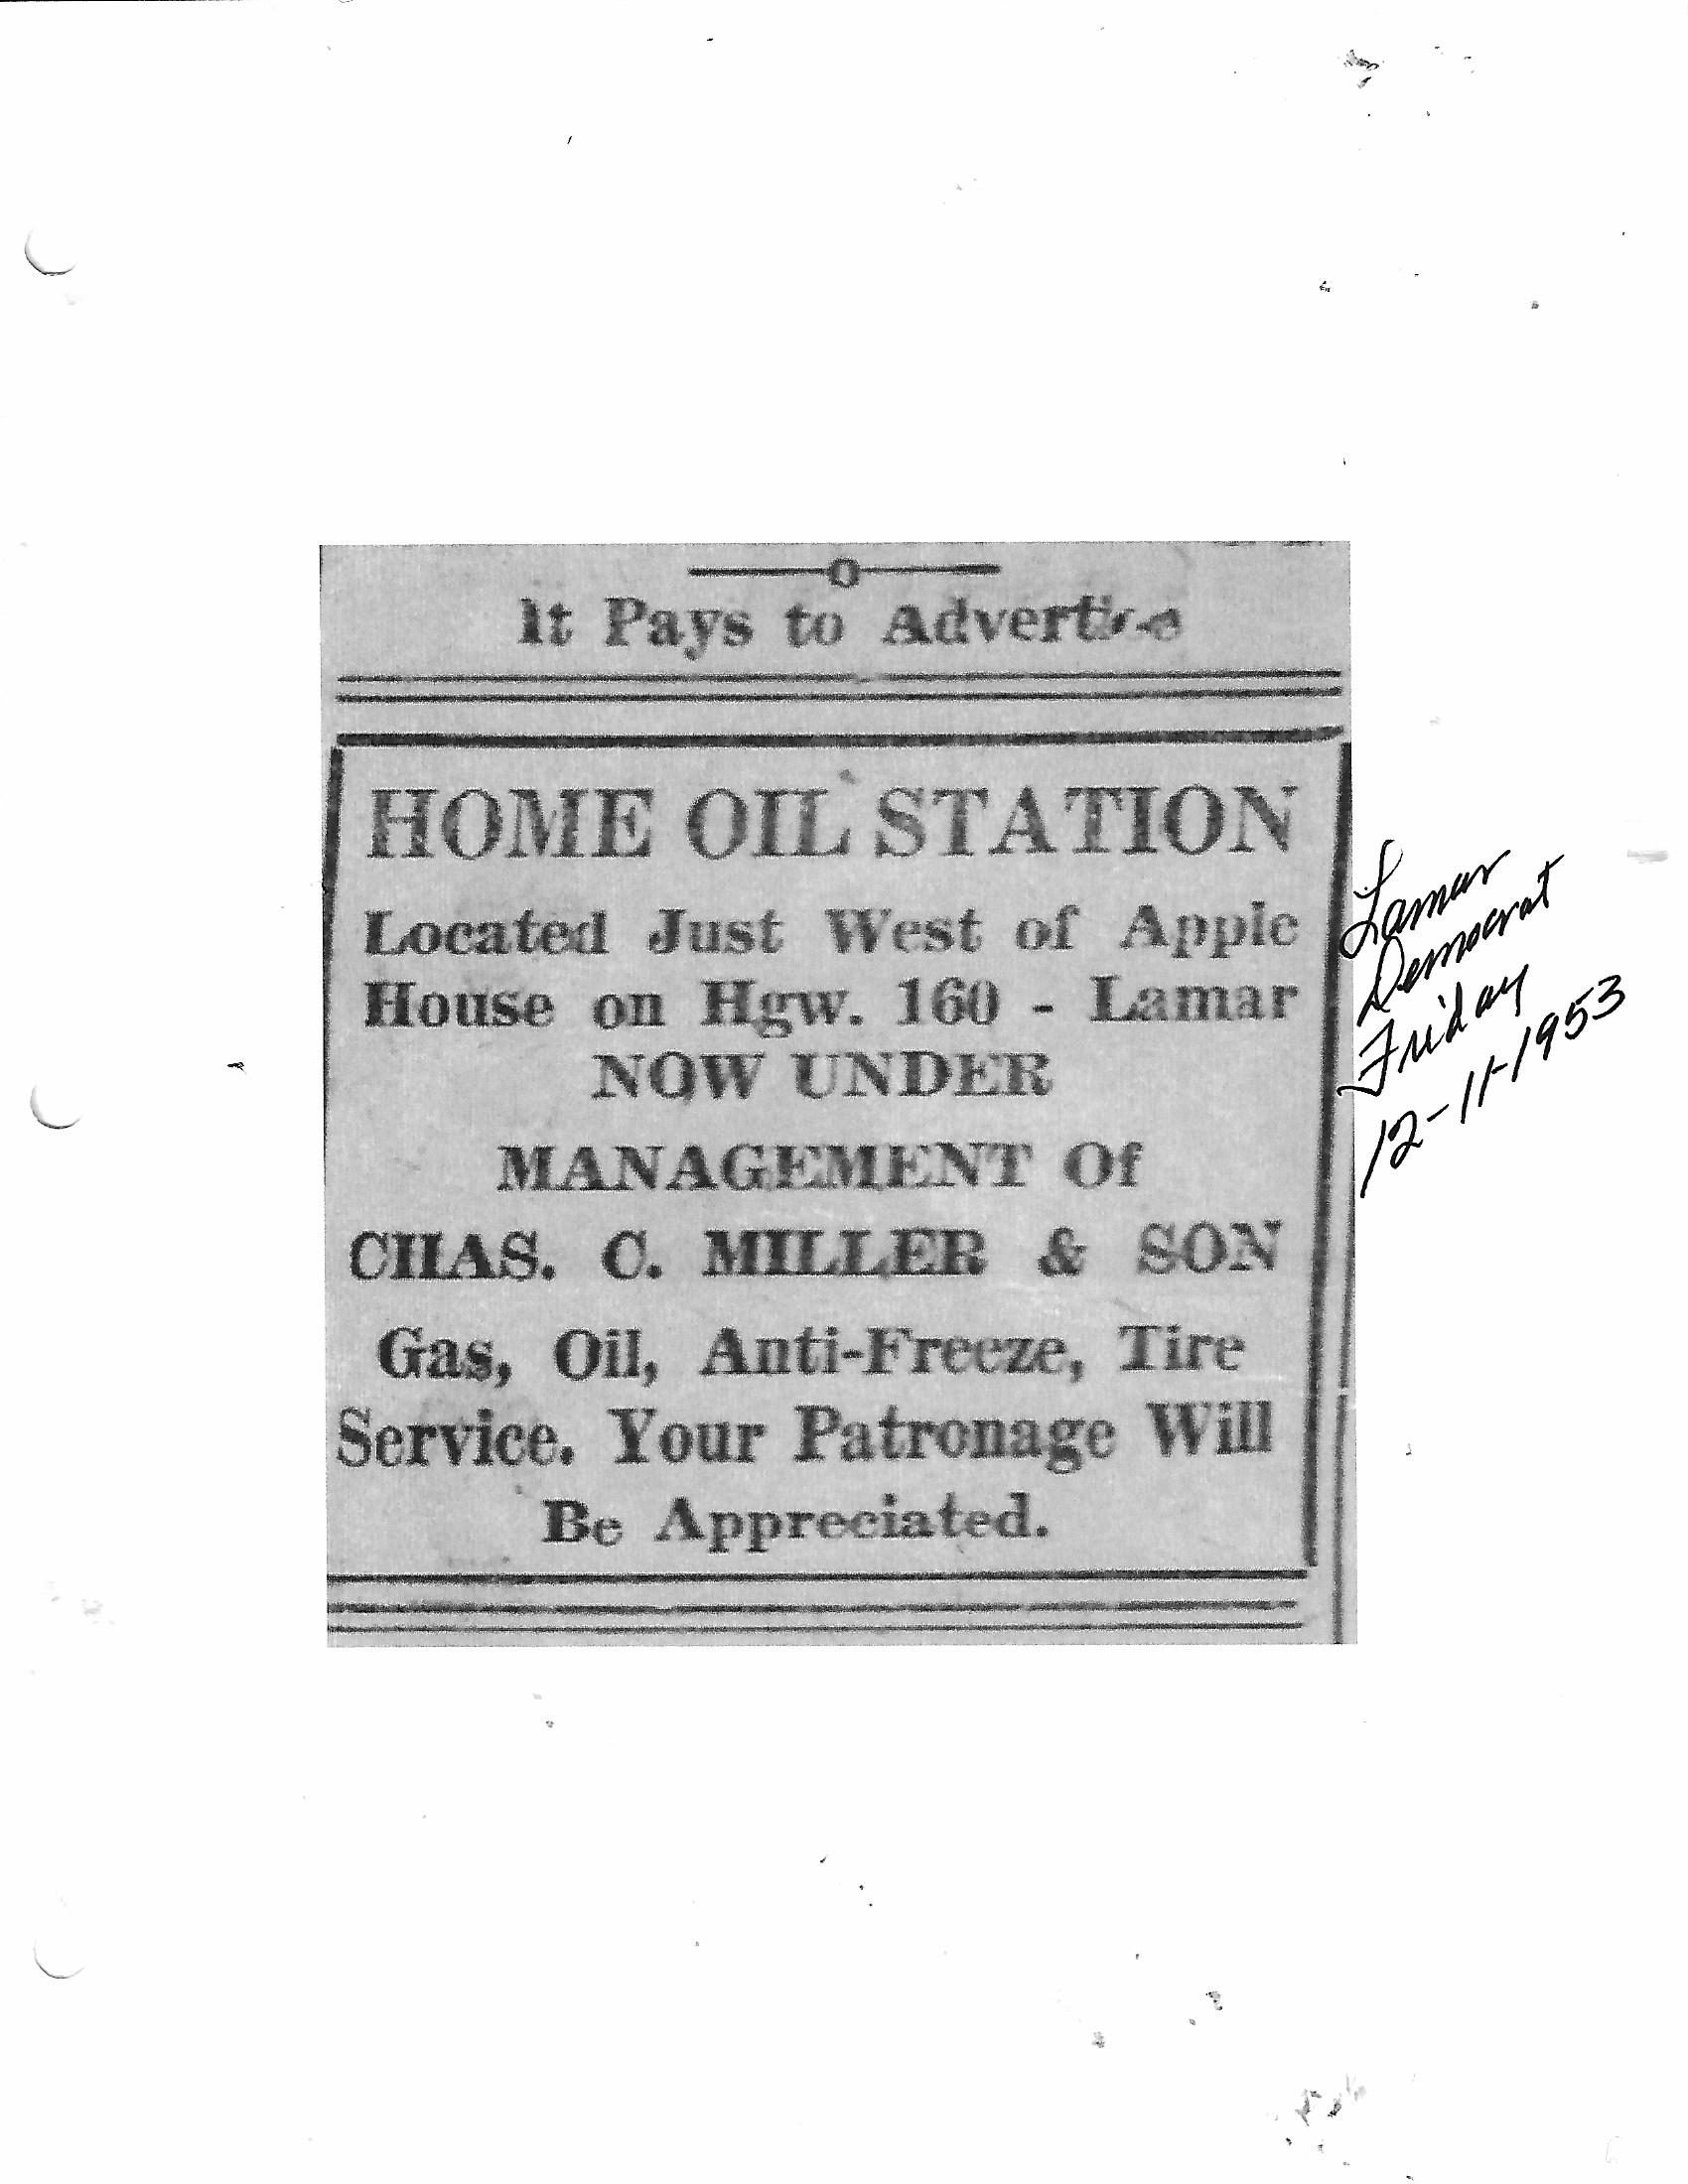 It Pays to Advertise
HOME OIL STATION
Located Just West of Apple
House on Hgw. 160 - Lamar
NOW UNDER
MANAGEMENT Of
CHAS. C. MILLER & SON
Gas, Oil, Anti-Freeze, Tire
Service. Your Patronage Will
Be Appreciated.
Lamar
Democrat
Friday
12-11-1953